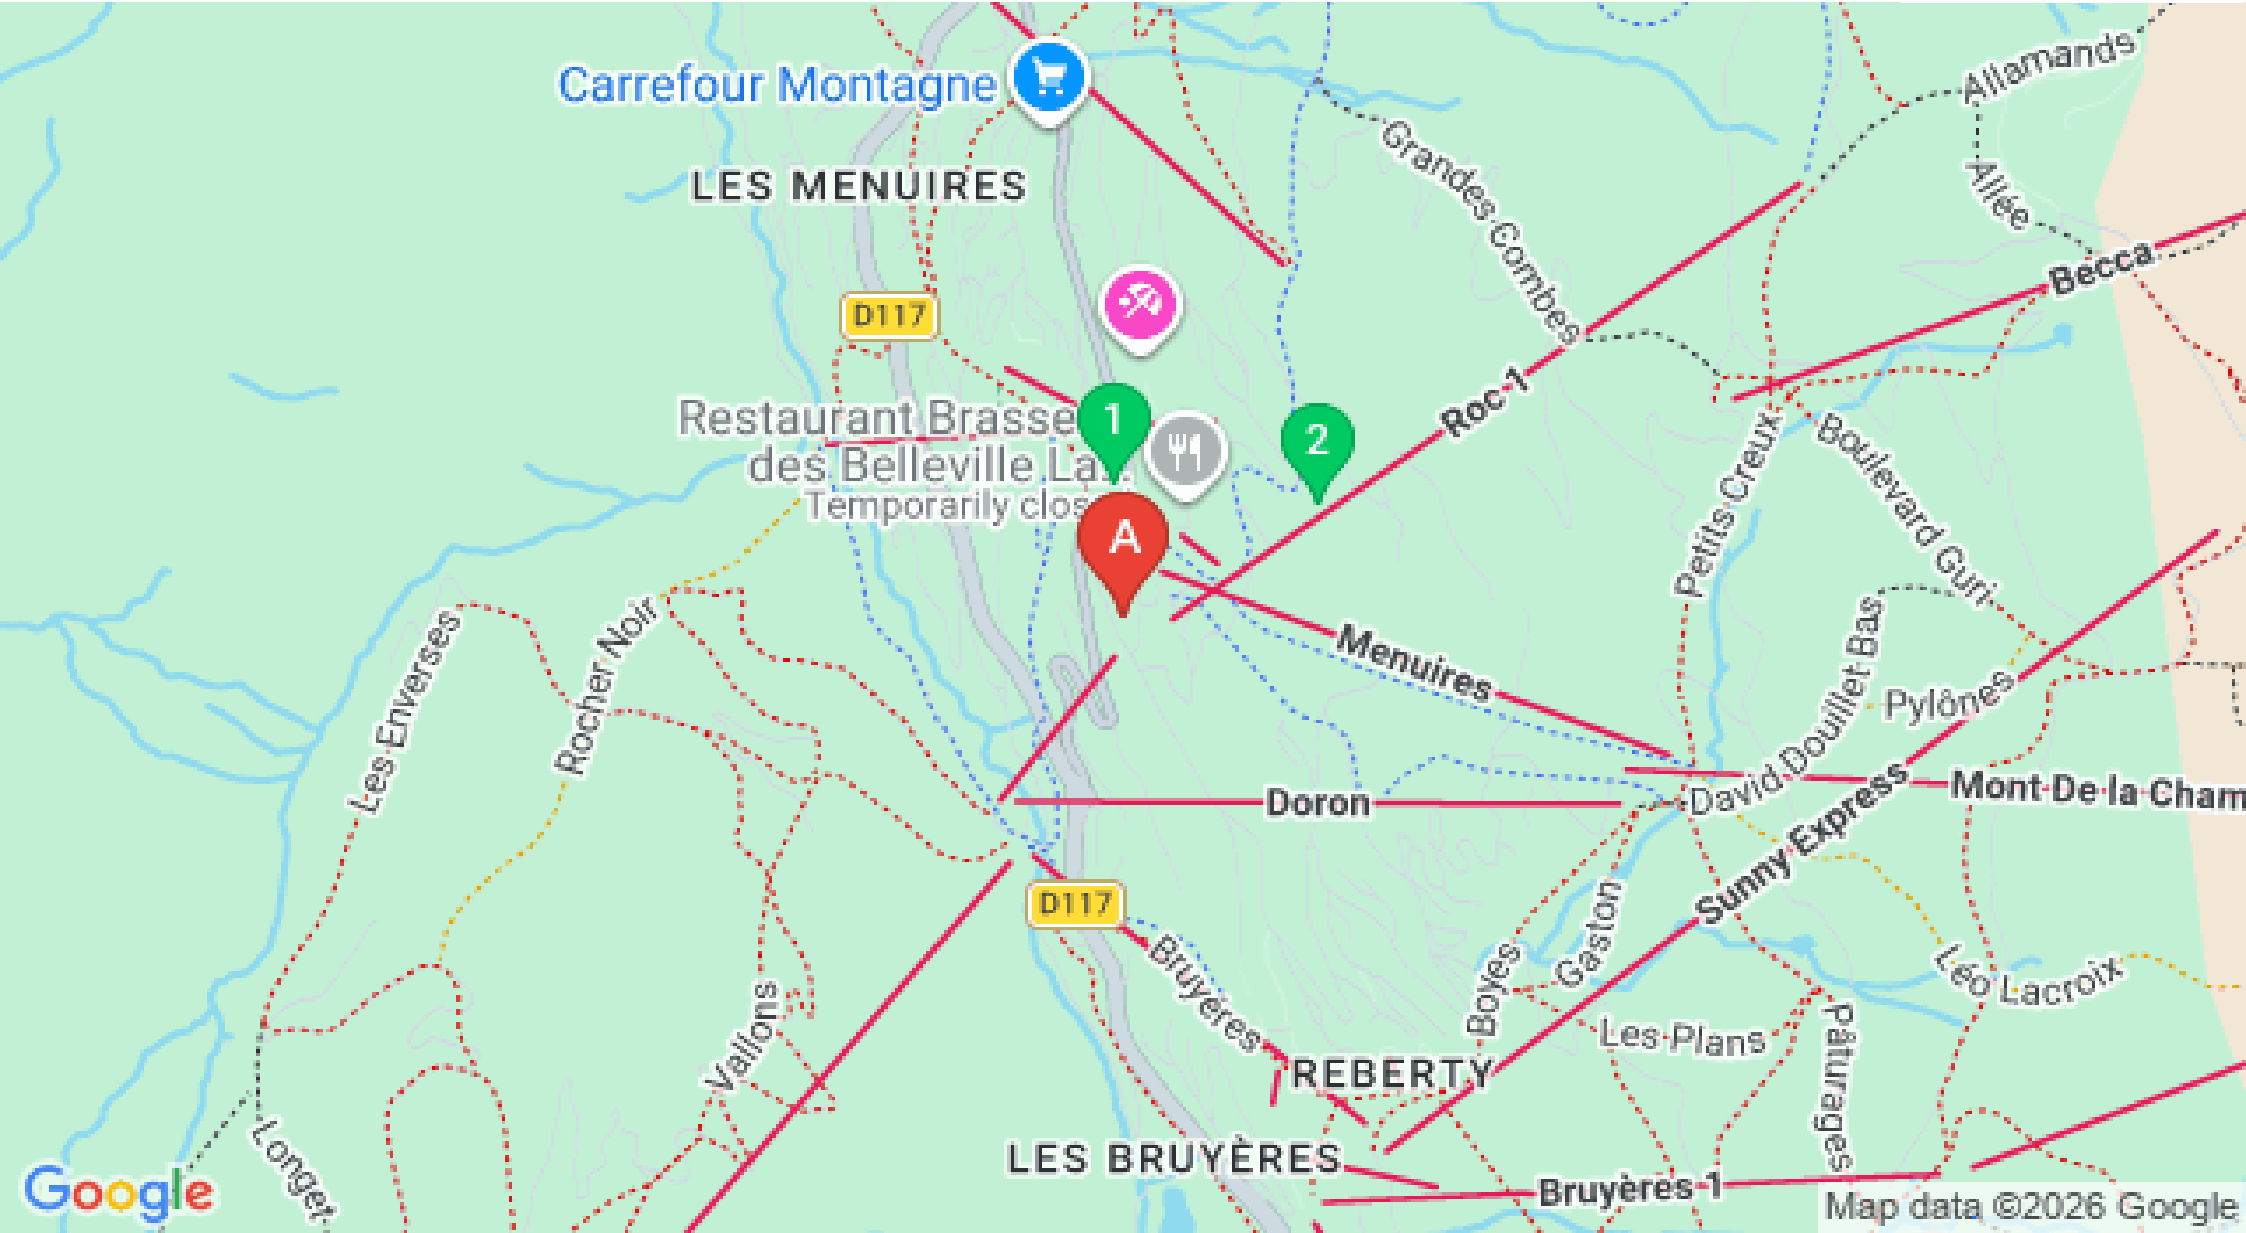 Allamands
Carrefour Montagne
Grandes Combes
LES MENUIRES
Allée
Becca
D117
Roc 1
Restaurant Brasse
des Belleville La...
Temporarily clos
1
2
A
Petits Creux
Boulevard Guri
Les Enverses
Rocher Noir
Menuires
David Douillet Bas
Pylônes
Doron
Mont De la Cham
Sunny Express
D117
Bruyères
Boyes
Gaston
Léo Lacroix
Vallons
Les Plans
Pâturages
REBERTY
LES BRUYÈRES
Longet
Bruyères 1
Google
Map data ©2026 Google